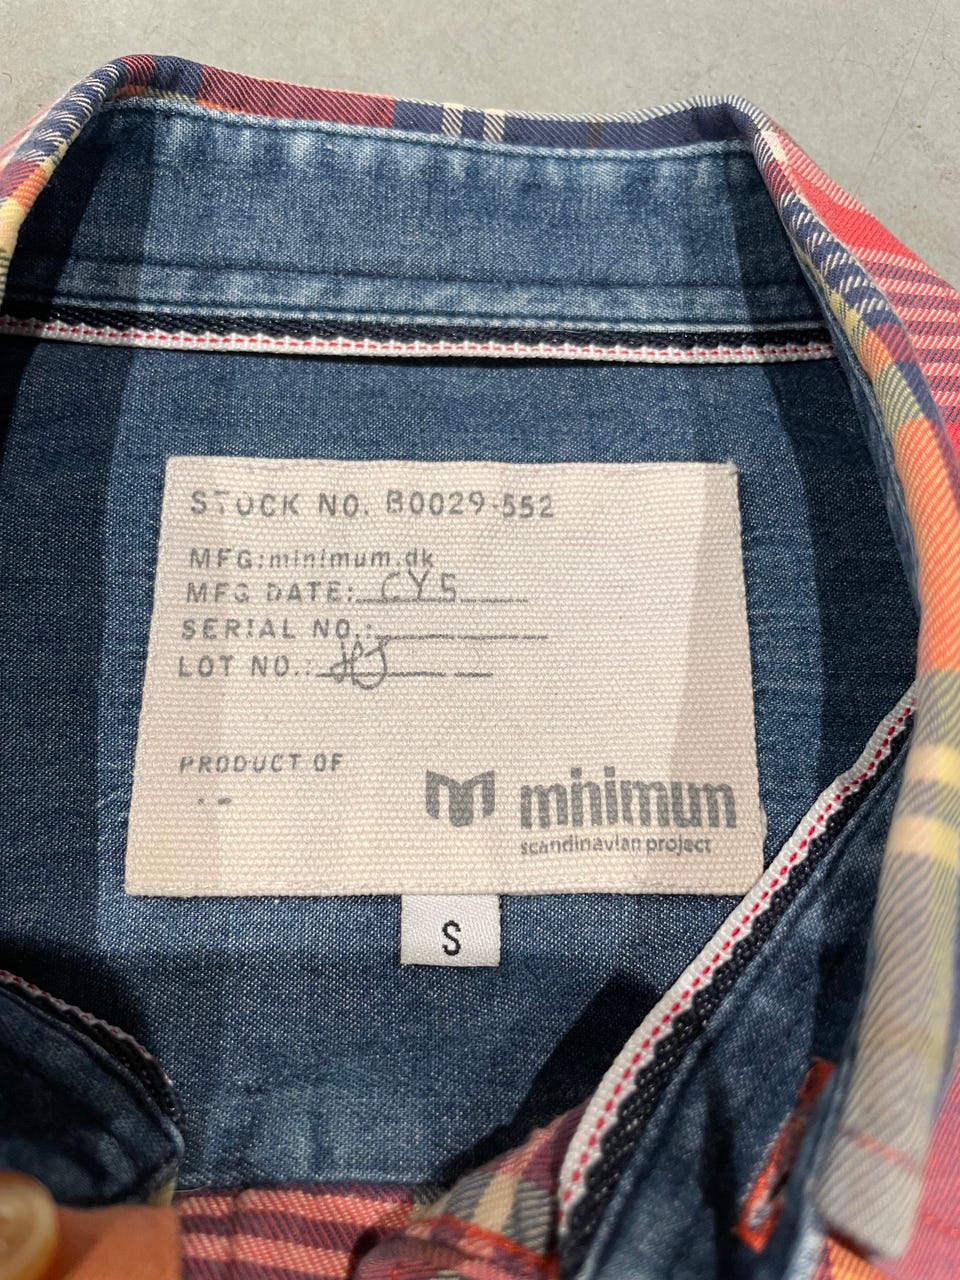 STOCK NO. B0029-552
MFG:minimum.dk
MFG DATE: CY5
SERIAL NO.:
LOT NO.:
PRODUCT OF
minimum
scandinavian project
S